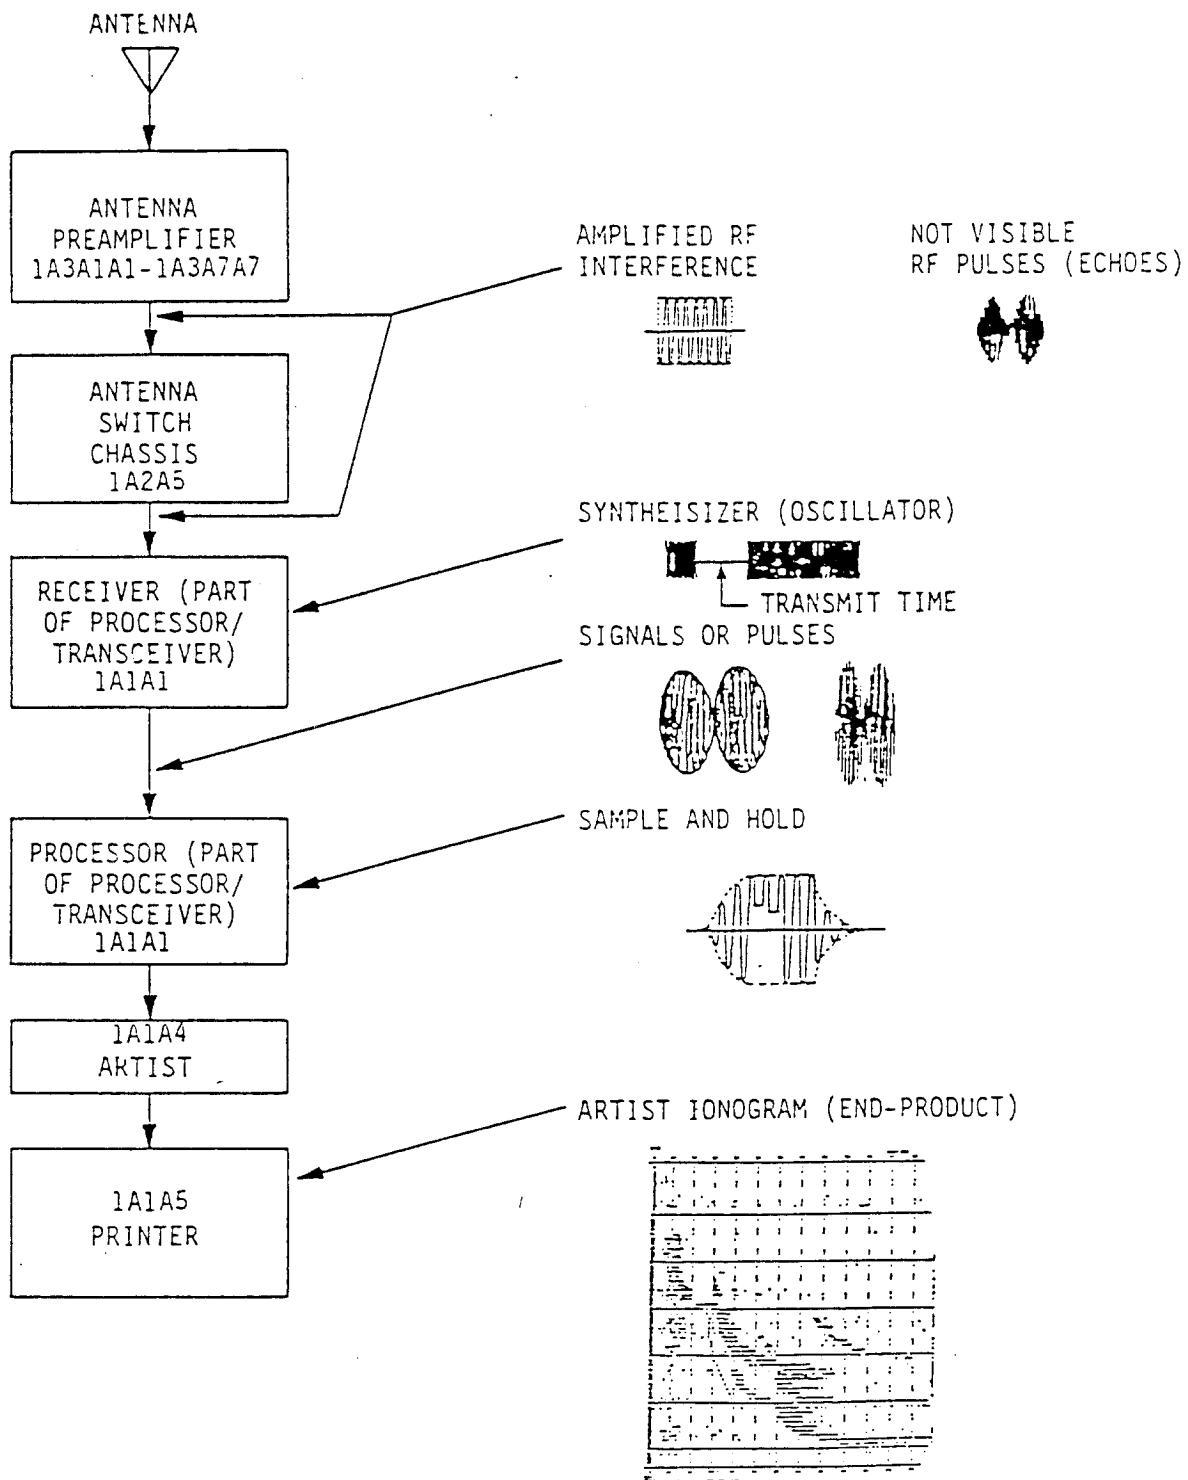 ANTENNA
ANTENNA
PREAMPLIFIER
1A3A1A1-1A3A7A7
ANTENNA
SWITCH
CHASSIS
1A2A5
RECEIVER (PART
OF PROCESSOR/
TRANSCEIVER)
1A1A1
PROCESSOR (PART
OF PROCESSOR/
TRANSCEIVER)
1A1A1
1A1A4
ARTIST
1A1A5
PRINTER
AMPLIFIED RF
INTERFERENCE
NOT VISIBLE
RF PULSES (ECHOES)
SYNTHEISIZER (OSCILLATOR)
TRANSMIT TIME
SIGNALS OR PULSES
SAMPLE AND HOLD
ARTIST IONOGRAM (END-PRODUCT)